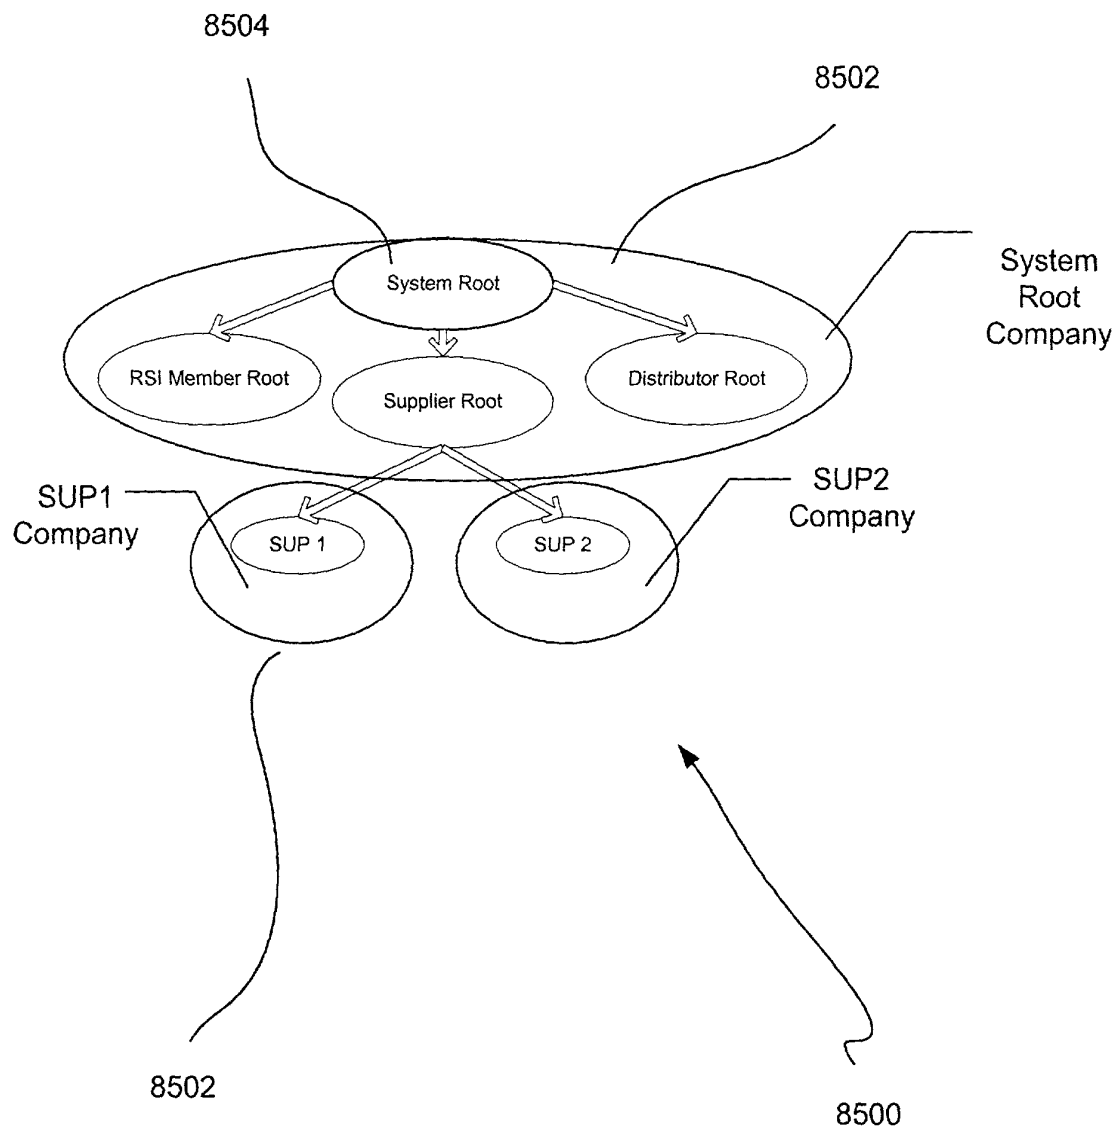 8504
8502
System Root
System
Root
Company
RSI Member Root
Supplier Root
Distributor Root
SUP1
Company
SUP2
Company
SUP 1
SUP 2
8502
8500